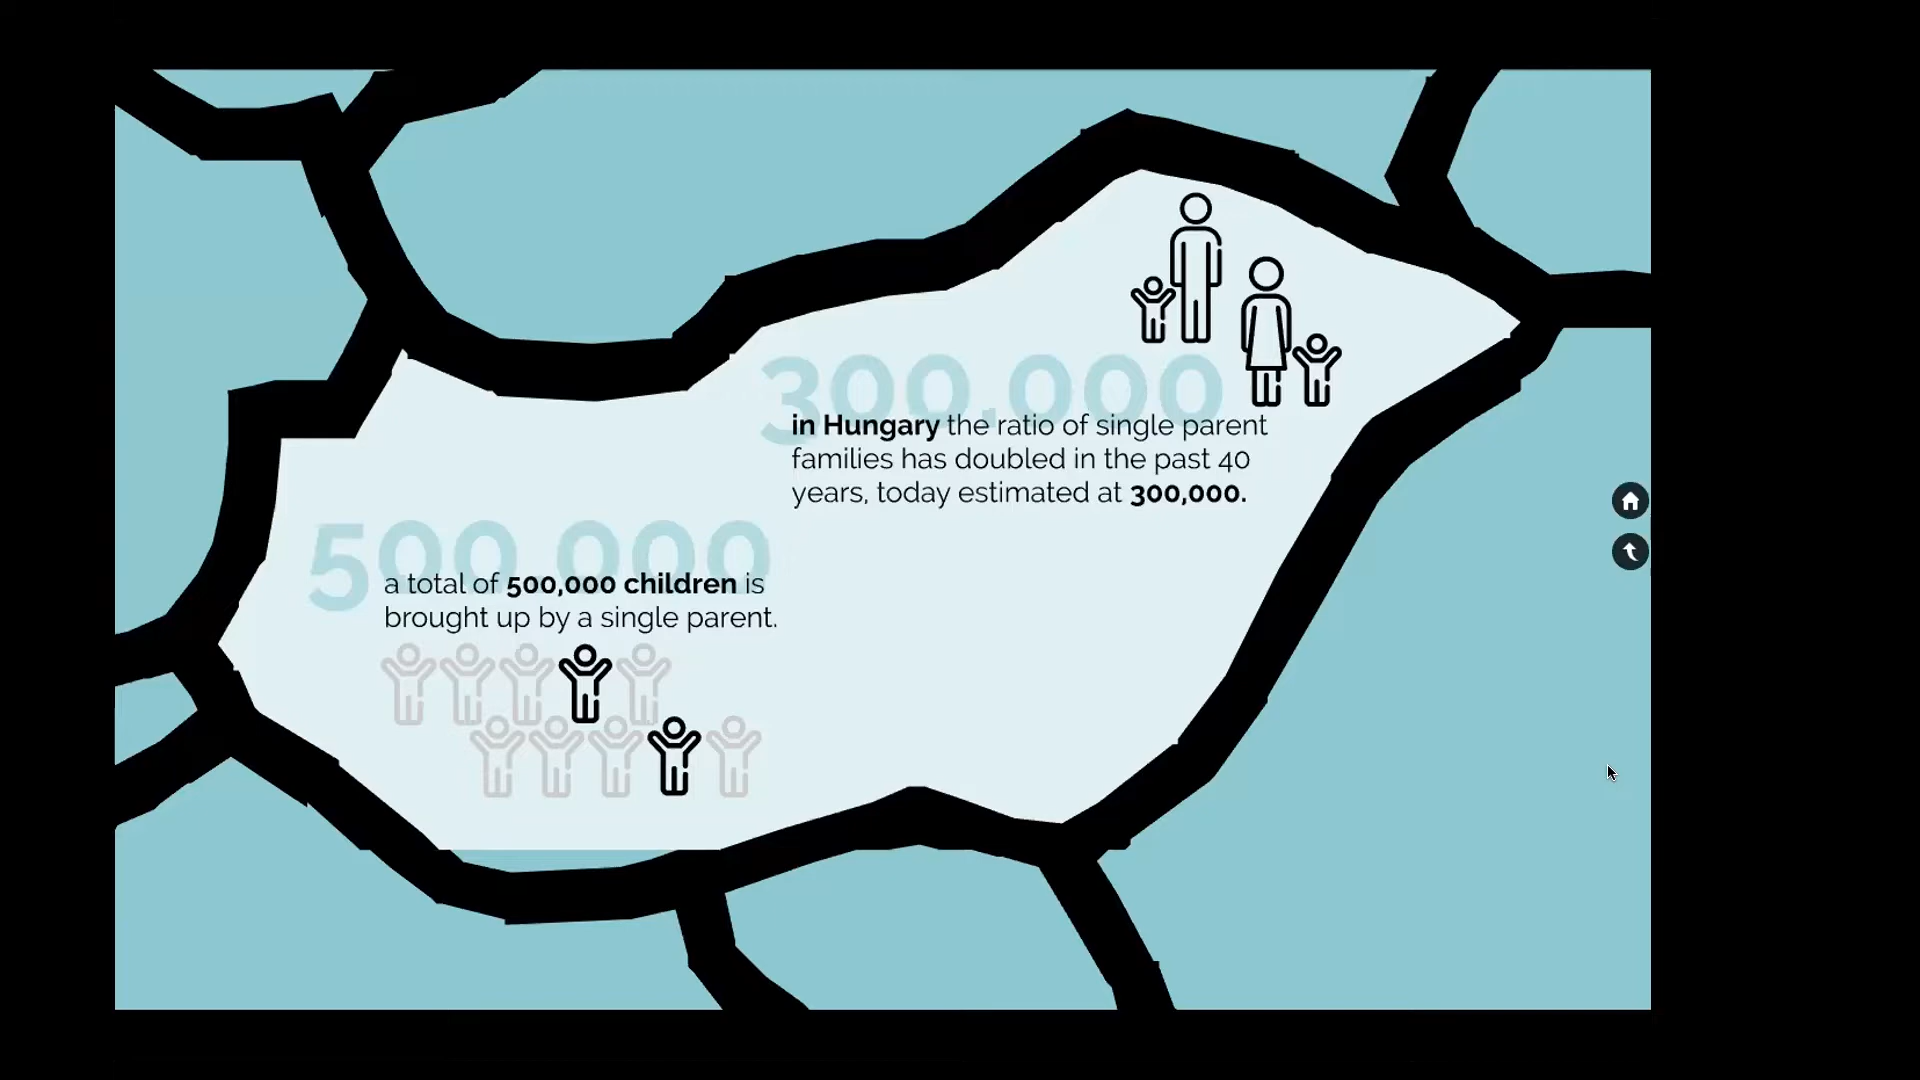 300.000
in Hungary the ratio of single parent
families has doubled in the past 40
years, today estimated at 300,000.
500 000
a total of 500,000 children is
brought up by a single parent.